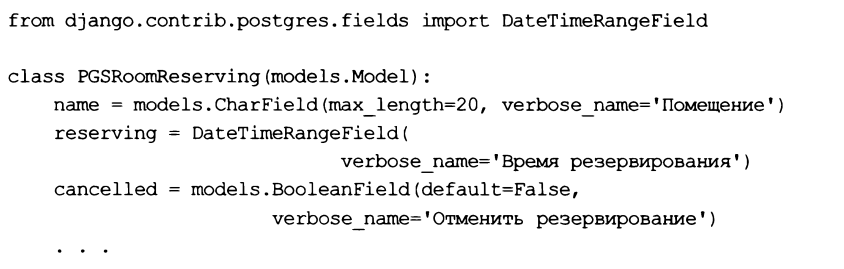 from django.contrib.postgres.fields import DateTimeRangeField

class PGSRoomReserving(models.Model):
    name = models.CharField(max_length=20, verbose_name='Помещение')
    reserving = DateTimeRangeField(
                             verbose_name='Время резервирования')
    cancelled = models.BooleanField(default=False,
                       verbose_name='Отменить резервирование')
    . . .